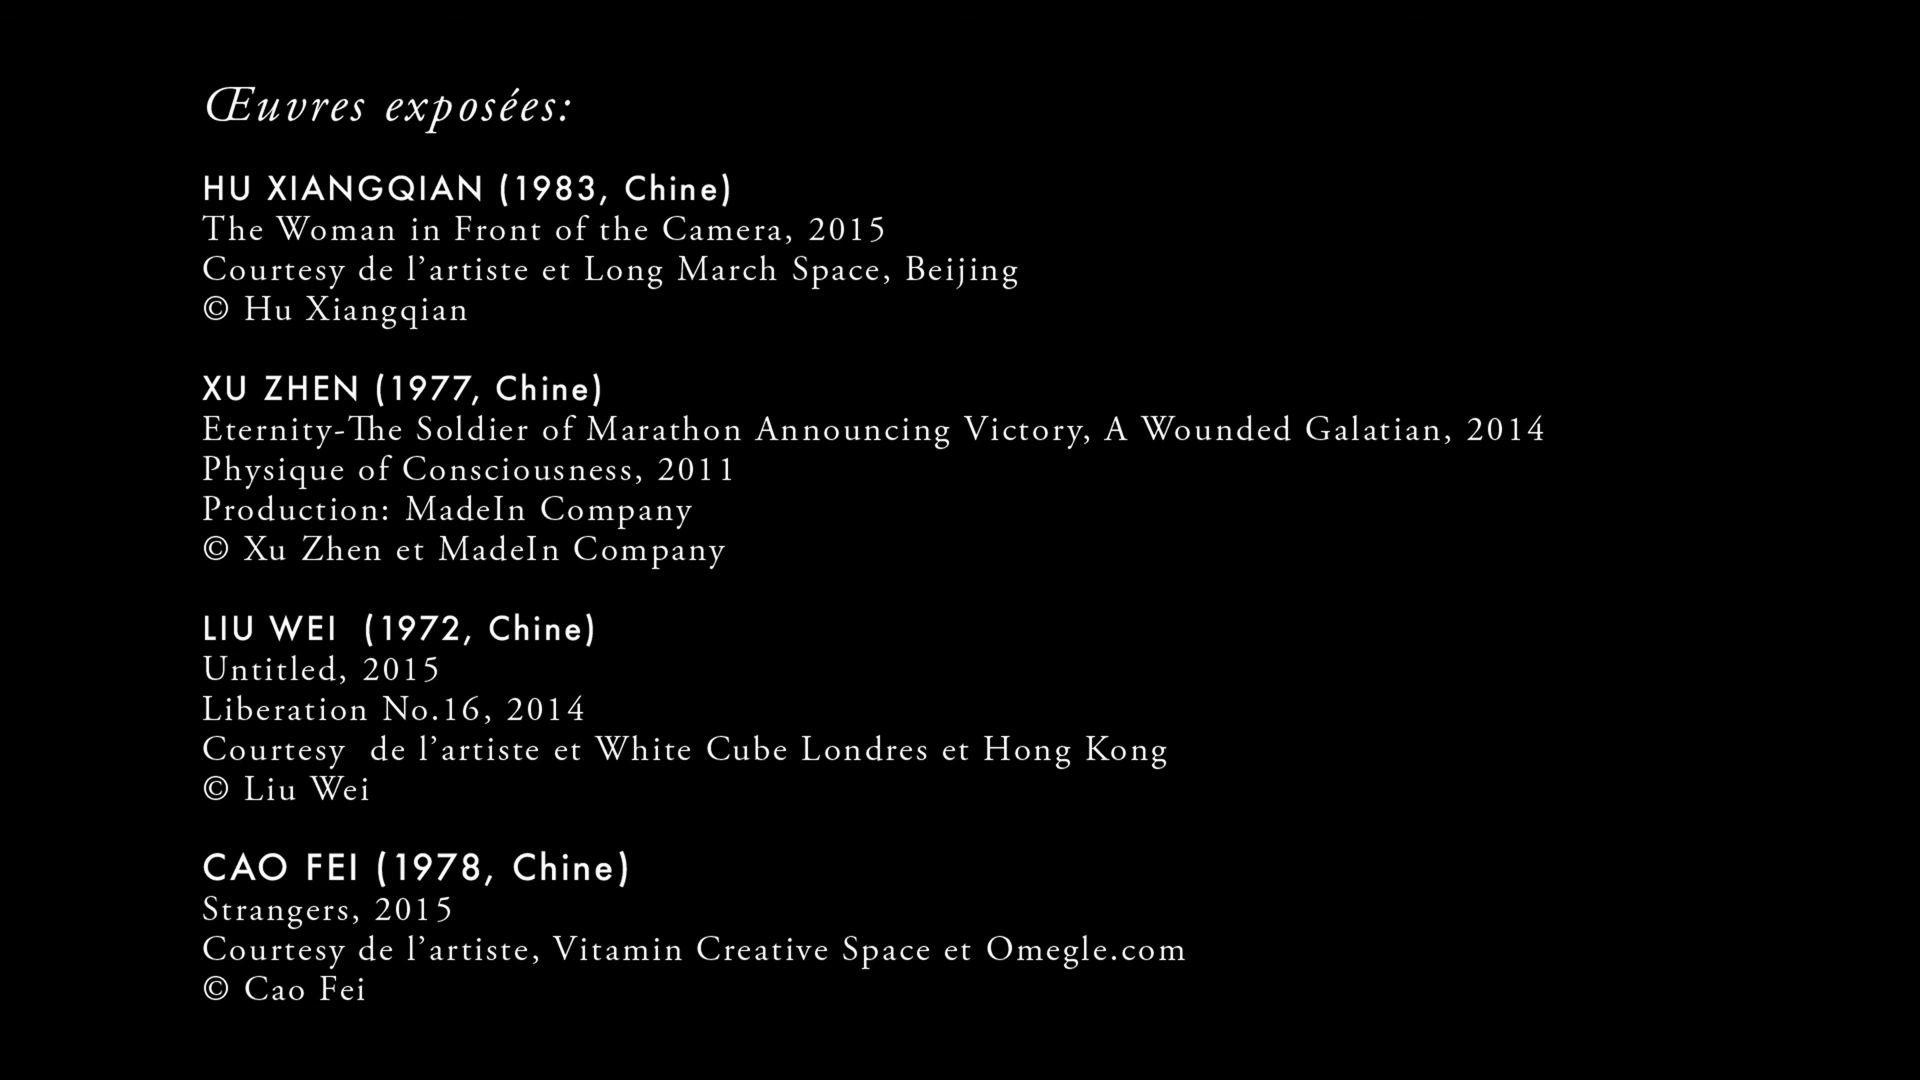 Œuvres exposées:
HU XIANGQIAN (1983, Chine)
The Woman in Front of the Camera, 2015
Courtesy de l’artiste et Long March Space, Beijing
© Hu Xiangqian
XU ZHEN (1977, Chine)
Eternity-The Soldier of Marathon Announcing Victory, A Wounded Galatian, 2014
Physique of Consciousness, 2011
Production: MadeIn Company
© Xu Zhen et MadeIn Company
LIU WEI  (1972, Chine)
Untitled, 2015
Liberation No.16, 2014
Courtesy  de l’artiste et White Cube Londres et Hong Kong
© Liu Wei
CAO FEI (1978, Chine)
Strangers, 2015
Courtesy de l’artiste, Vitamin Creative Space et Omegle.com
© Cao Fei